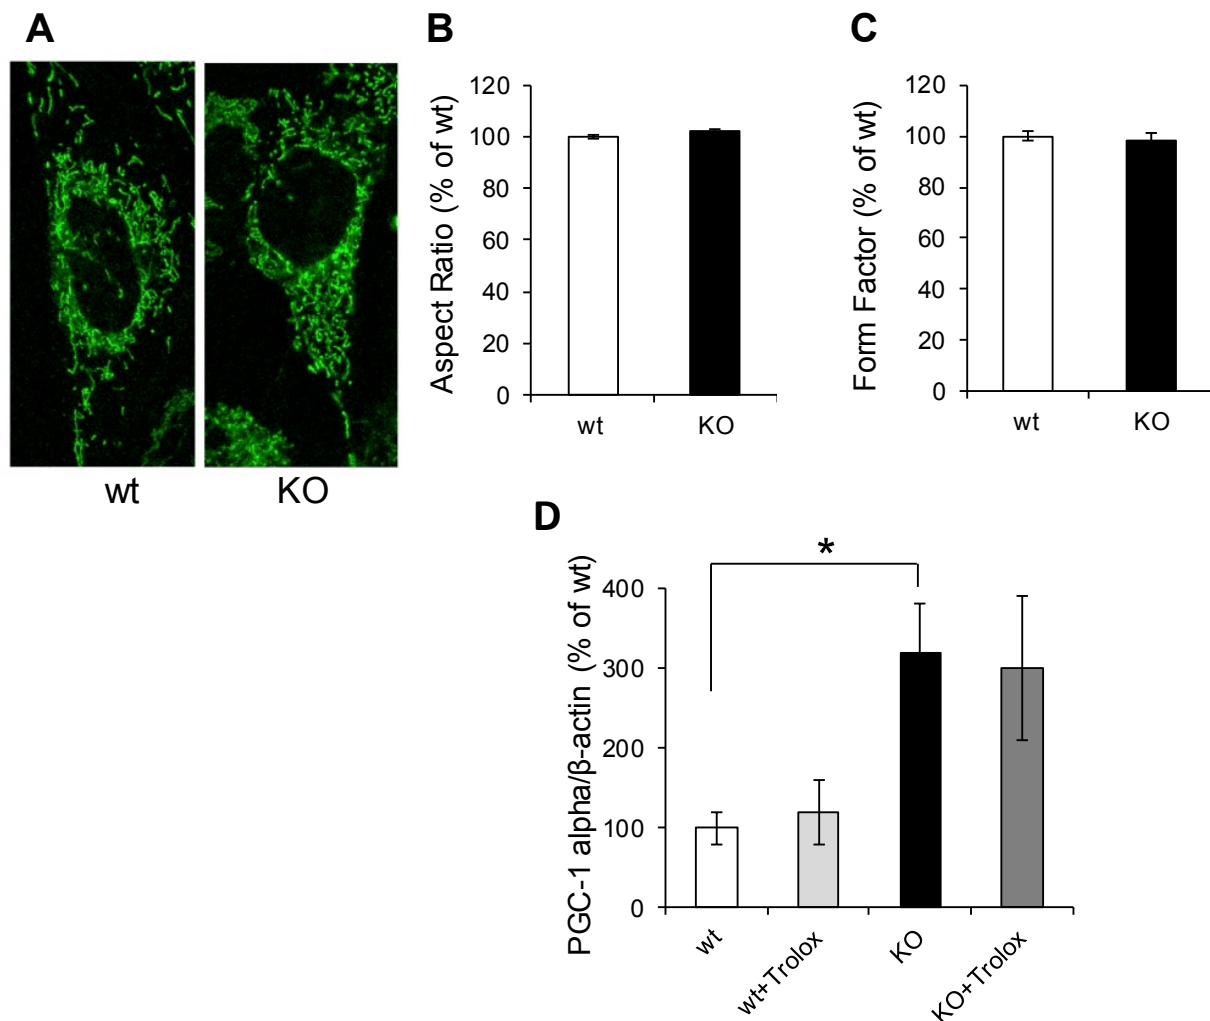 A
wt
KO
B
Aspect Ratio (% of wt)
120
100
80
60
40
20
0
wt
KO
C
Form Factor (% of wt)
120
100
80
60
40
20
0
wt
KO
D
PGC-1 alpha/β-actin (% of wt)
400
300
200
100
0
*
wt
wt+Trolox
KO
KO+Trolox